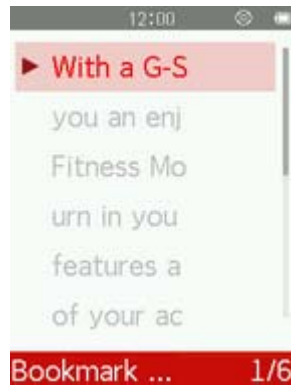 12:00
With a G-S
you an enj
Fitness Mo
urn in you
features a
of your ac
Bookmark ... 1/6